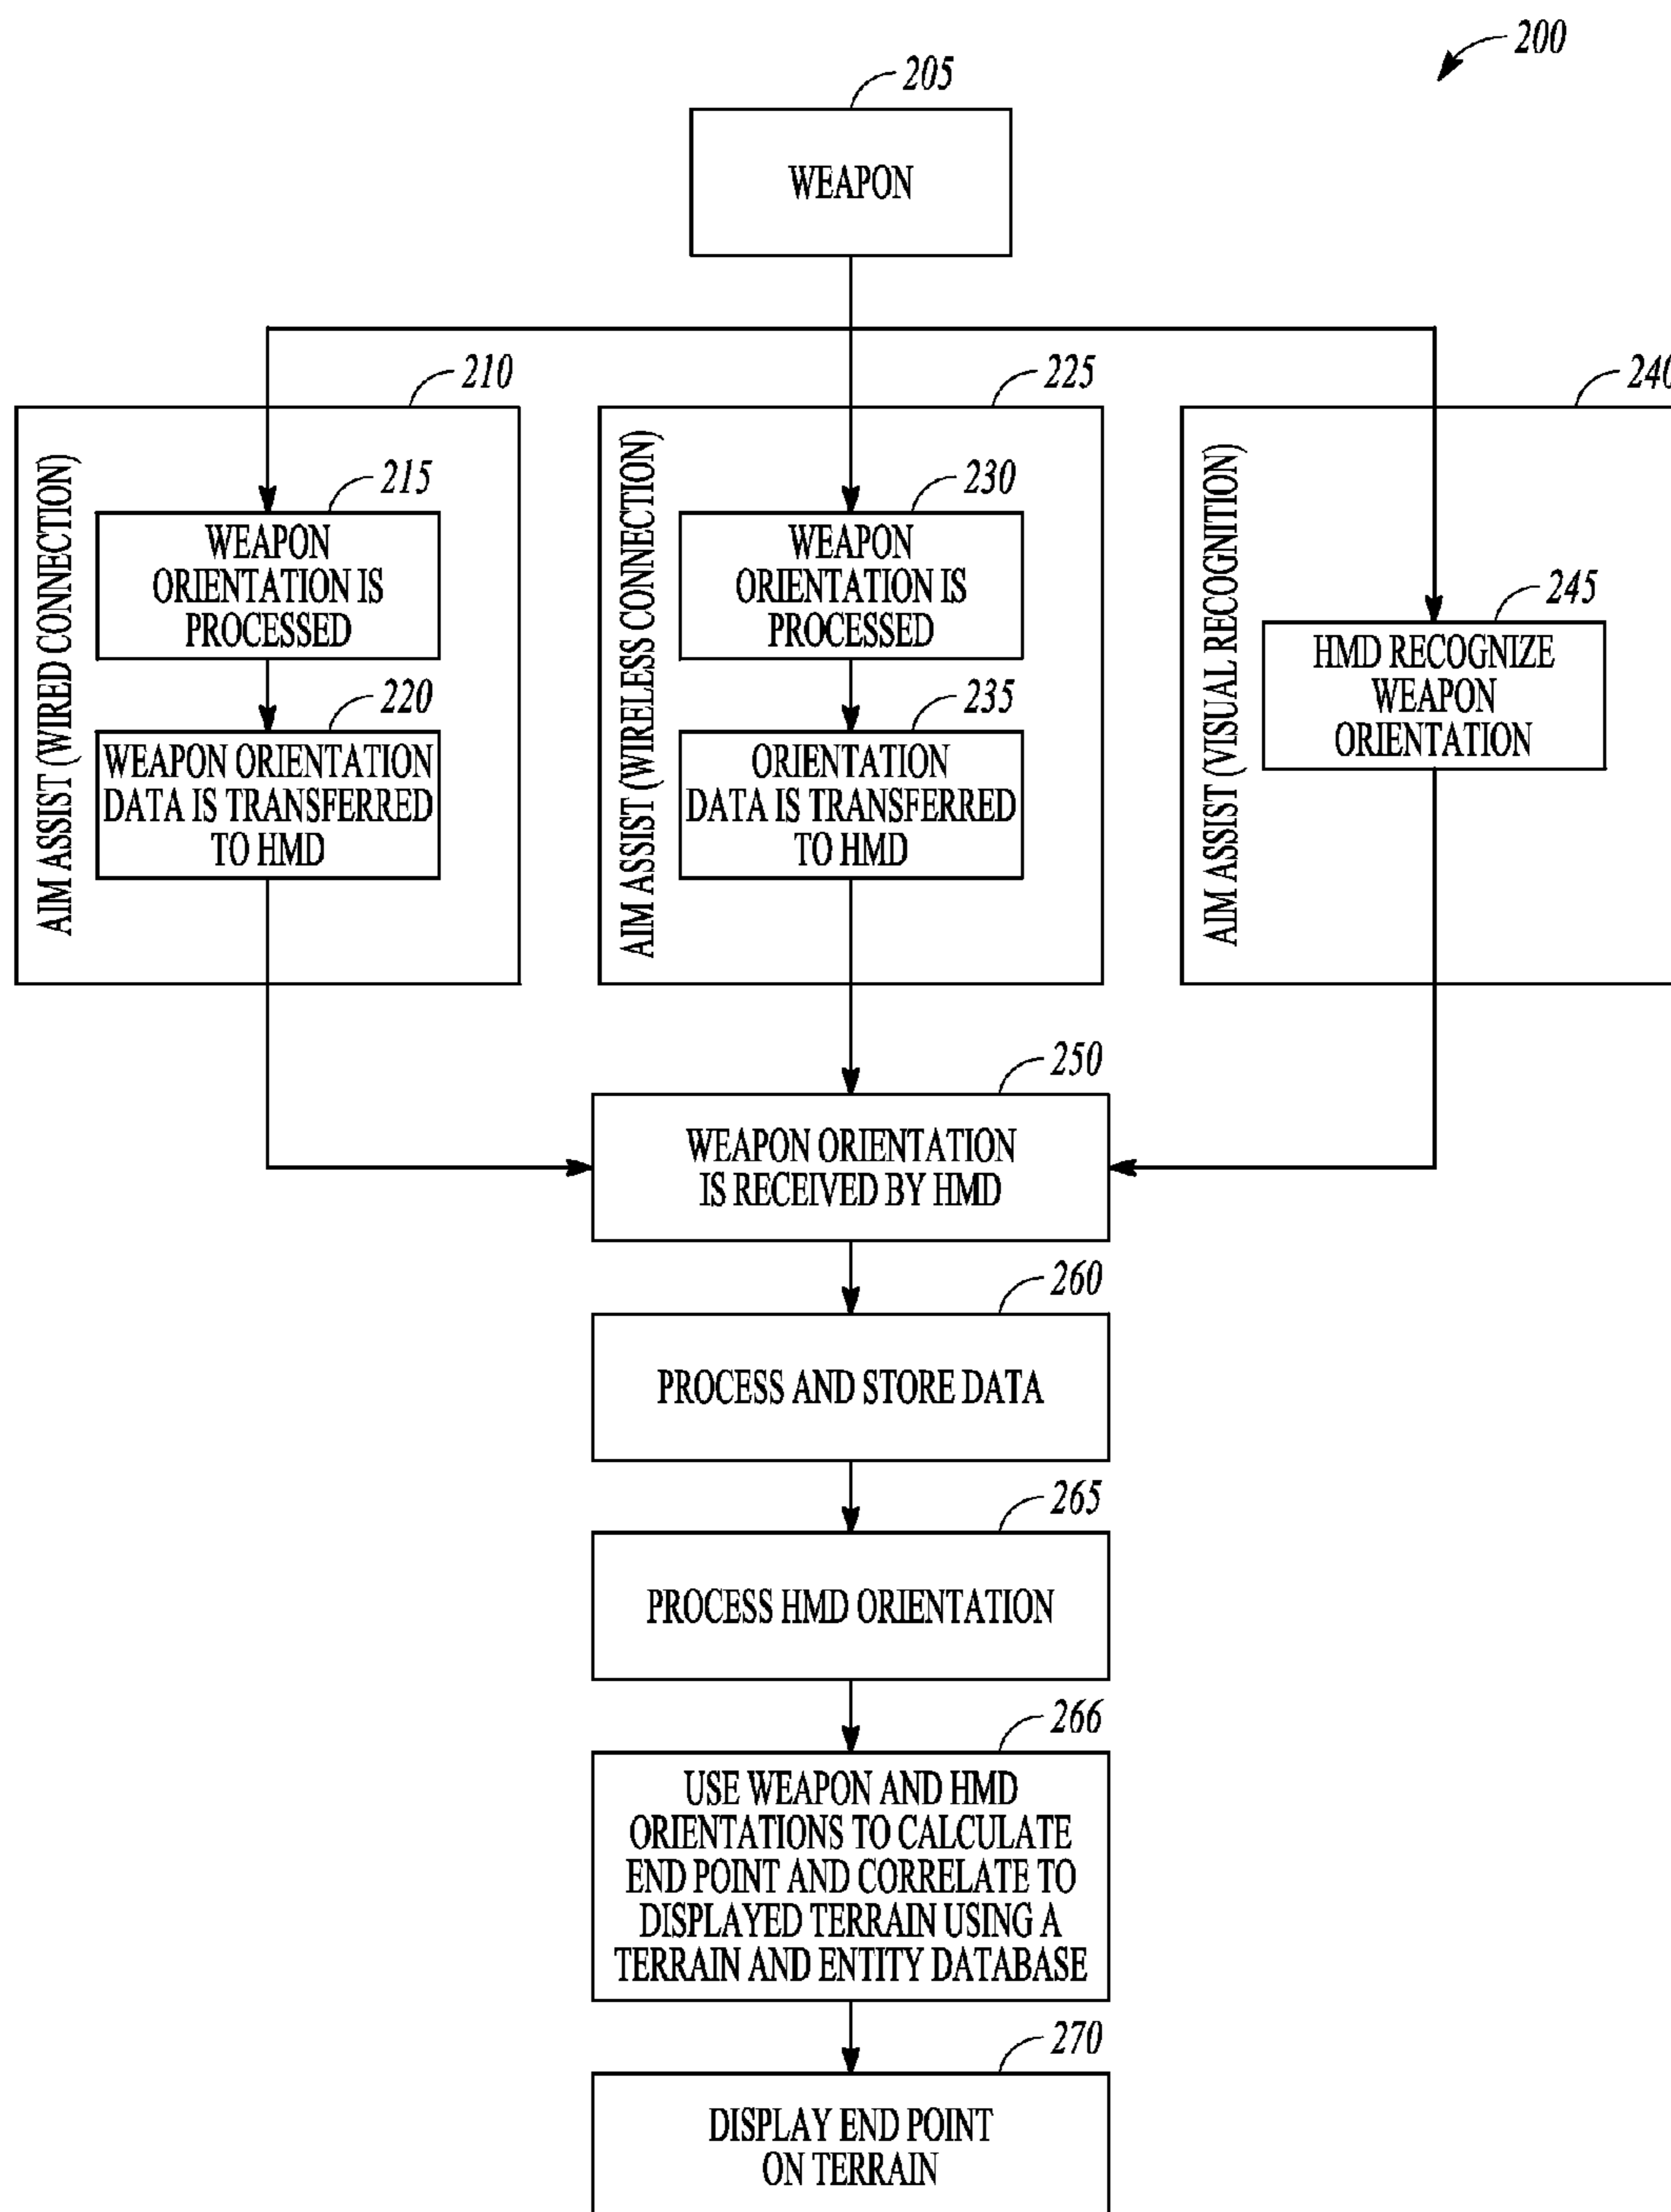 200
205
WEAPON
210
225
240
AIM ASSIST (WIRED CONNECTION)
215
WEAPON
ORIENTATION IS
PROCESSED
220
WEAPON ORIENTATION
DATA IS TRANSFERRED
TO HMD
AIM ASSIST (WIRELESS CONNECTION)
230
WEAPON
ORIENTATION IS
PROCESSED
235
ORIENTATION
DATA IS TRANSFERRED
TO HMD
AIM ASSIST (VISUAL RECOGNITION)
245
HMD RECOGNIZE
WEAPON
ORIENTATION
250
WEAPON ORIENTATION
IS RECEIVED BY HMD
260
PROCESS AND STORE DATA
265
PROCESS HMD ORIENTATION
266
USE WEAPON AND HMD
ORIENTATIONS TO CALCULATE
END POINT AND CORRELATE TO
DISPLAYED TERRAIN USING A
TERRAIN AND ENTITY DATABASE
270
DISPLAY END POINT
ON TERRAIN